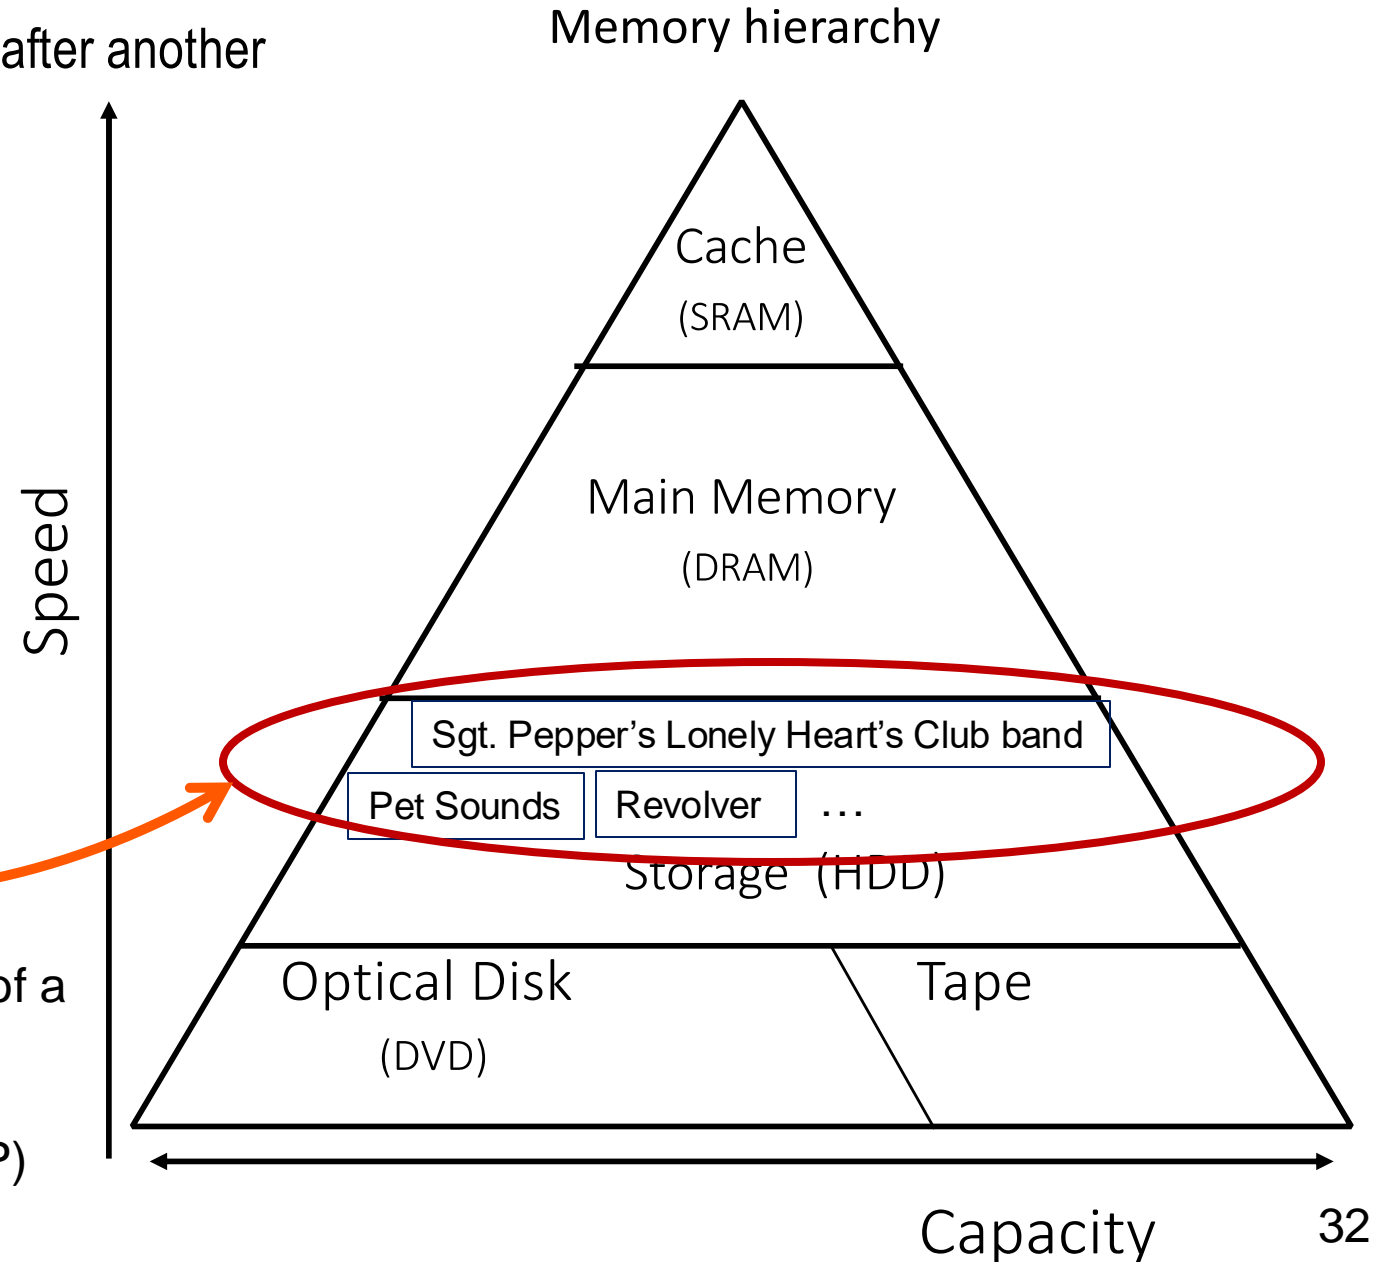 Memory hierarchy
after another
Cache
(SRAM)
Main Memory
(DRAM)
Speed
Sgt. Pepper’s Lonely Heart’s Club band
Pet Sounds
Revolver
...
Storage (HDD)
Optical Disk
Tape
of a
(DVD)
?)
Capacity
32